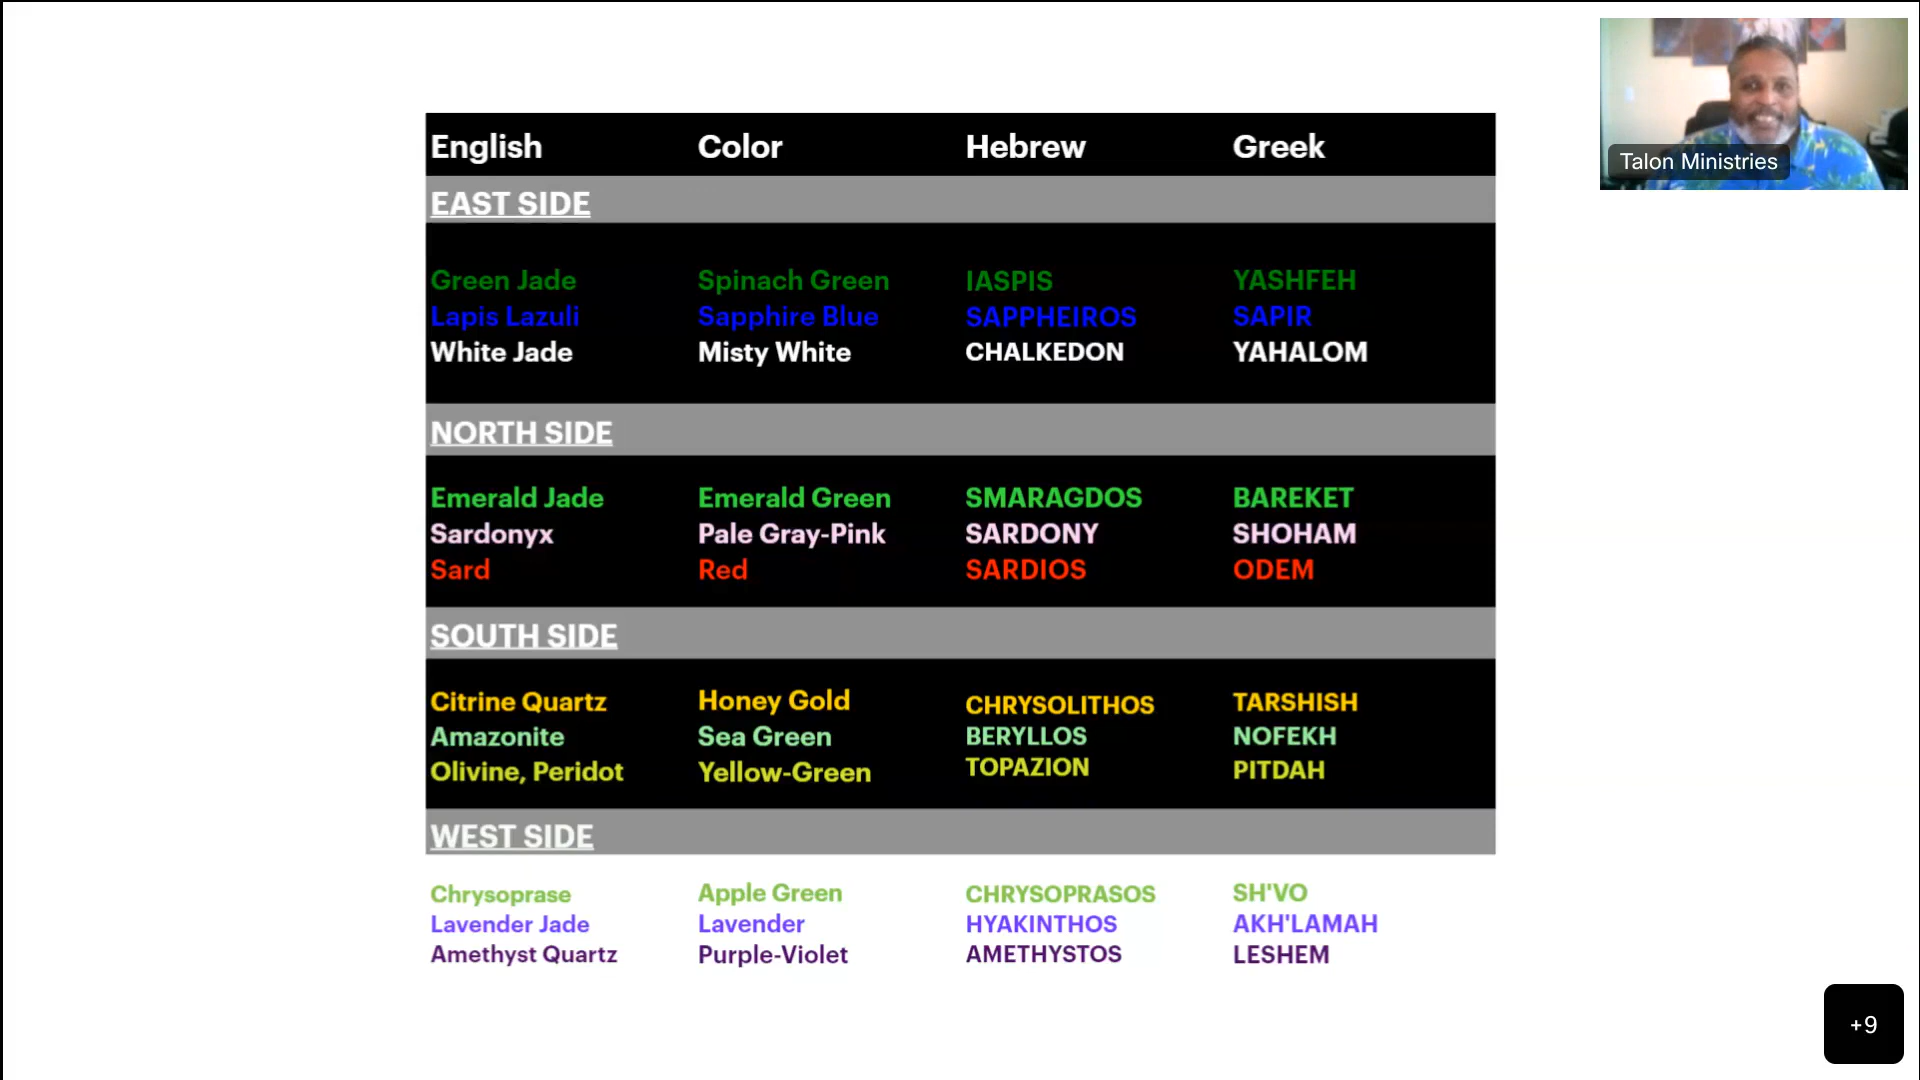 English Color Hebrew Greek
EAST SIDE
Green Jade Spinach Green IASPIS YASHFEH
Lapis Lazuli Sapphire Blue SAPPHEIROS SAPIR
White Jade Misty White CHALKEDON YAHALOM
NORTH SIDE
Emerald Jade Emerald Green SMARAGDOS BAREKET
Sardonyx Pale Gray-Pink SARDONY SHOHAM
Sard Red SARDIOS ODEM
SOUTH SIDE
Citrine Quartz Honey Gold CHRYSOLITHOS TARSHISH
Amazonite Sea Green BERYLLOS NOFEKH
Olivine, Peridot Yellow-Green TOPAZION PITDAH
WEST SIDE
Chrysoprase Apple Green CHRYSOPRASOS SH'VO
Lavender Jade Lavender HYAKINTHOS AKH'LAMAH
Amethyst Quartz Purple-Violet AMETHYSTOS LESHEM
Talon Ministries
+9